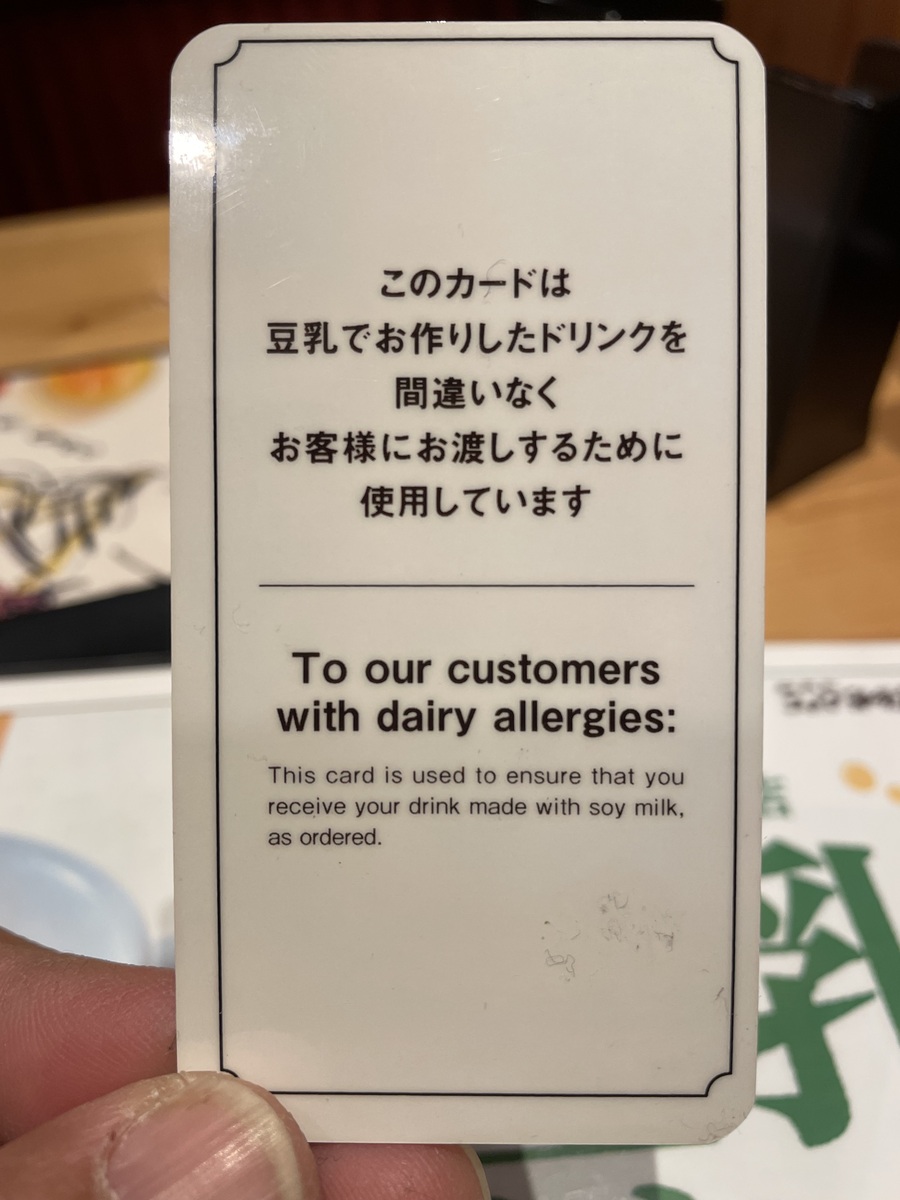 このカードは
豆乳でお作りしたドリンクを
間違いなく
お客様にお渡しするために
使用しています
To our customers
with dairy allergies:
This card is used to ensure that you
receive your drink made with soy milk,
as ordered.